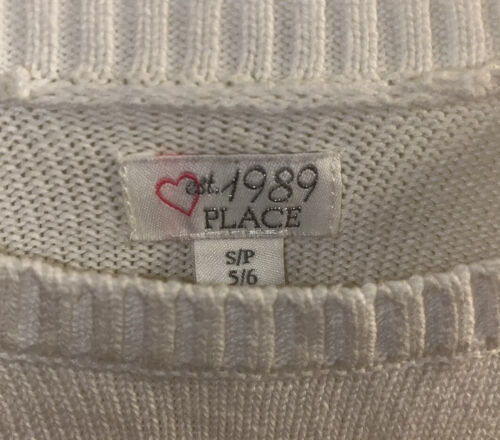 est. 1989
PLACE
S/P
5/6